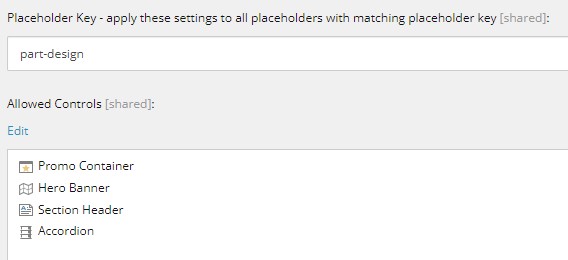 Placeholder Key - apply these settings to all placeholders with matching placeholder key [shared]:
part-design
Allowed Controls [shared]:
Edit
Promo Container
Hero Banner
Section Header
Accordion